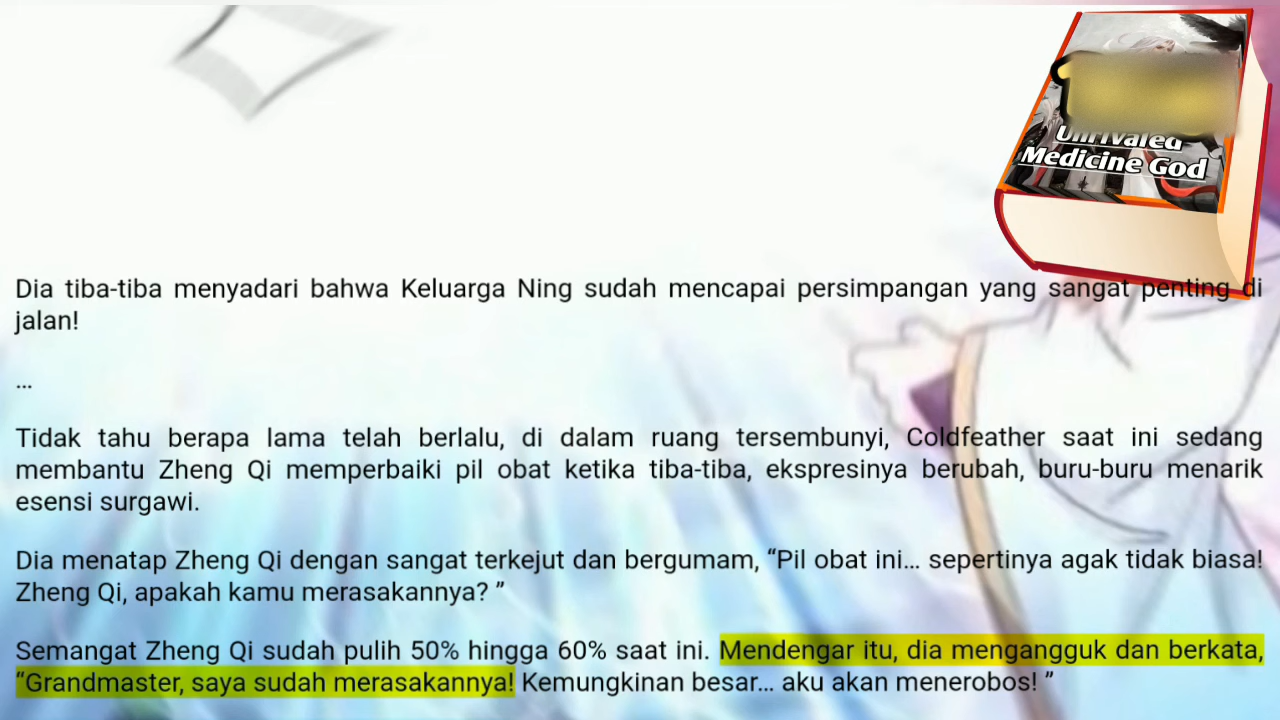 Unrivaled
Medicine God
Dia tiba-tiba menyadari bahwa Keluarga Ning sudah mencapai persimpangan yang sangat penting di
jalan!
...
Tidak tahu berapa lama telah berlalu, di dalam ruang tersembunyi, Coldfeather saat ini sedang
membantu Zheng Qi memperbaiki pil obat ketika tiba-tiba, ekspresinya berubah, buru-buru menarik
esensi surgawi.
Dia menatap Zheng Qi dengan sangat terkejut dan bergumam, “Pil obat ini... sepertinya agak tidak biasa!
Zheng Qi, apakah kamu merasakannya? ”
Semangat Zheng Qi sudah pulih 50% hingga 60% saat ini. Mendengar itu, dia mengangguk dan berkata,
“Grandmaster, saya sudah merasakannya! Kemungkinan besar... aku akan menerobos! ”